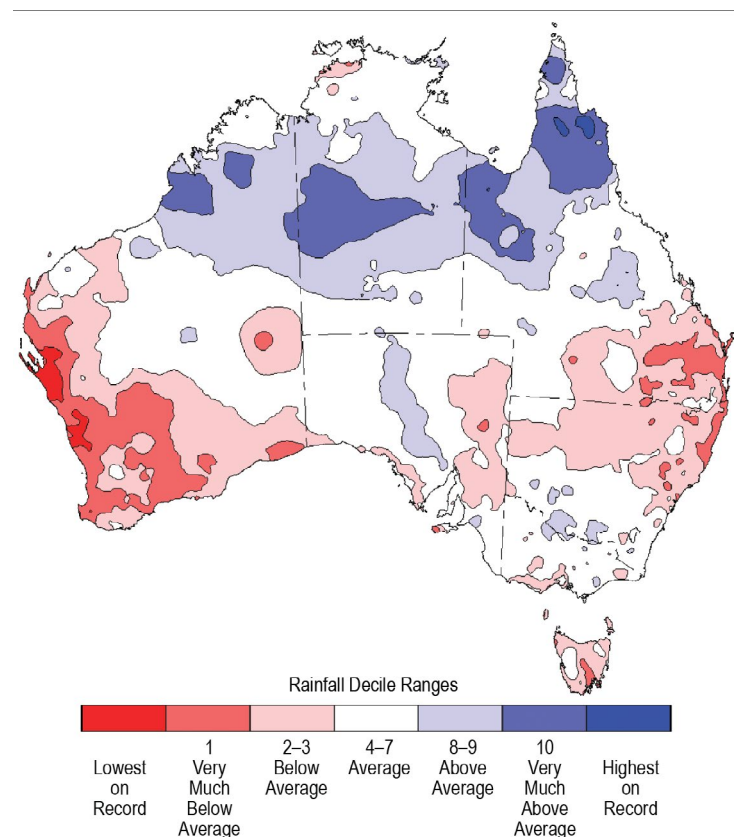 Rainfall Decile Ranges
Lowest
on
Record
1
Very
Much
Below
Average
2–3
Below
Average
4–7
Average
8–9
Above
Average
10
Very
Much
Above
Average
Highest
on
Record